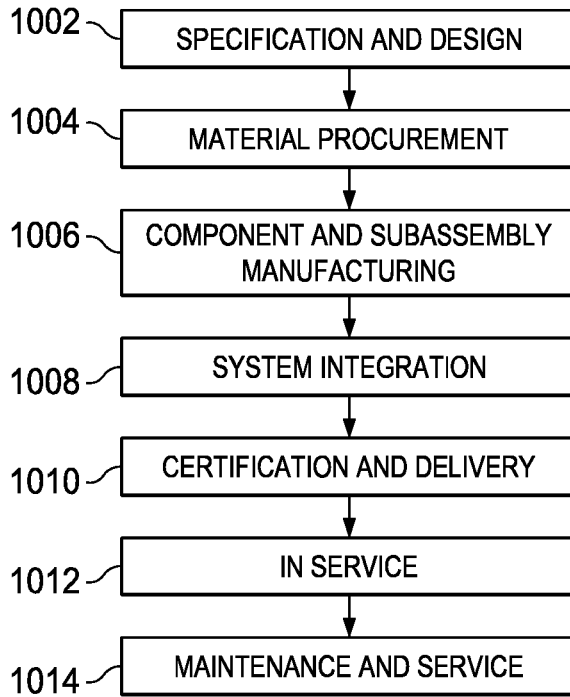 1002
SPECIFICATION AND DESIGN
1004
MATERIAL PROCUREMENT
1006
COMPONENT AND SUBASSEMBLY
MANUFACTURING
1008
SYSTEM INTEGRATION
1010
CERTIFICATION AND DELIVERY
1012
IN SERVICE
1014
MAINTENANCE AND SERVICE